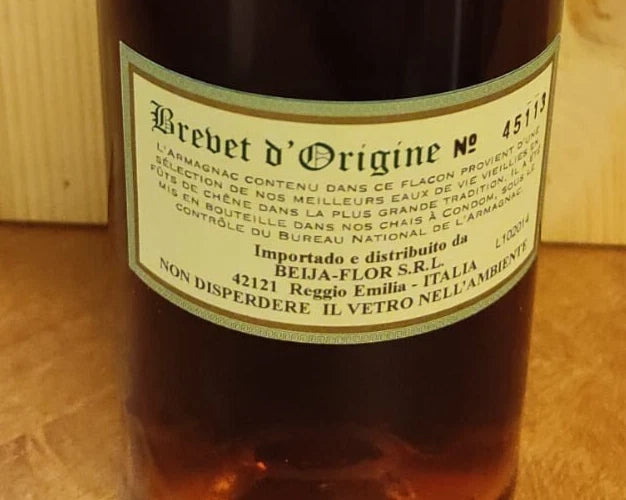 Brevet d'Origine Nº 45113
L'ARMAGNAC CONTENU DANS CE FLACON PROVIENT D'UNE
SÉLECTION DE NOS MEILLEURS EAUX DE VIE VIEILLIES EN
FÛTS DE CHÊNE DANS LA PLUS GRANDE TRADITION. IL A ÉTÉ
MIS EN BOUTEILLE DANS NOS CHAIS À CONDOM, SOUS LE
CONTRÔLE DU BUREAU NATIONAL DE L'ARMAGNAC.
Importado e distribuito da
BEIJA-FLOR S.R.L.
L102014
42121 Reggio Emilia - ITALIA
NON DISPERDERE IL VETRO NELL'AMBIENTE